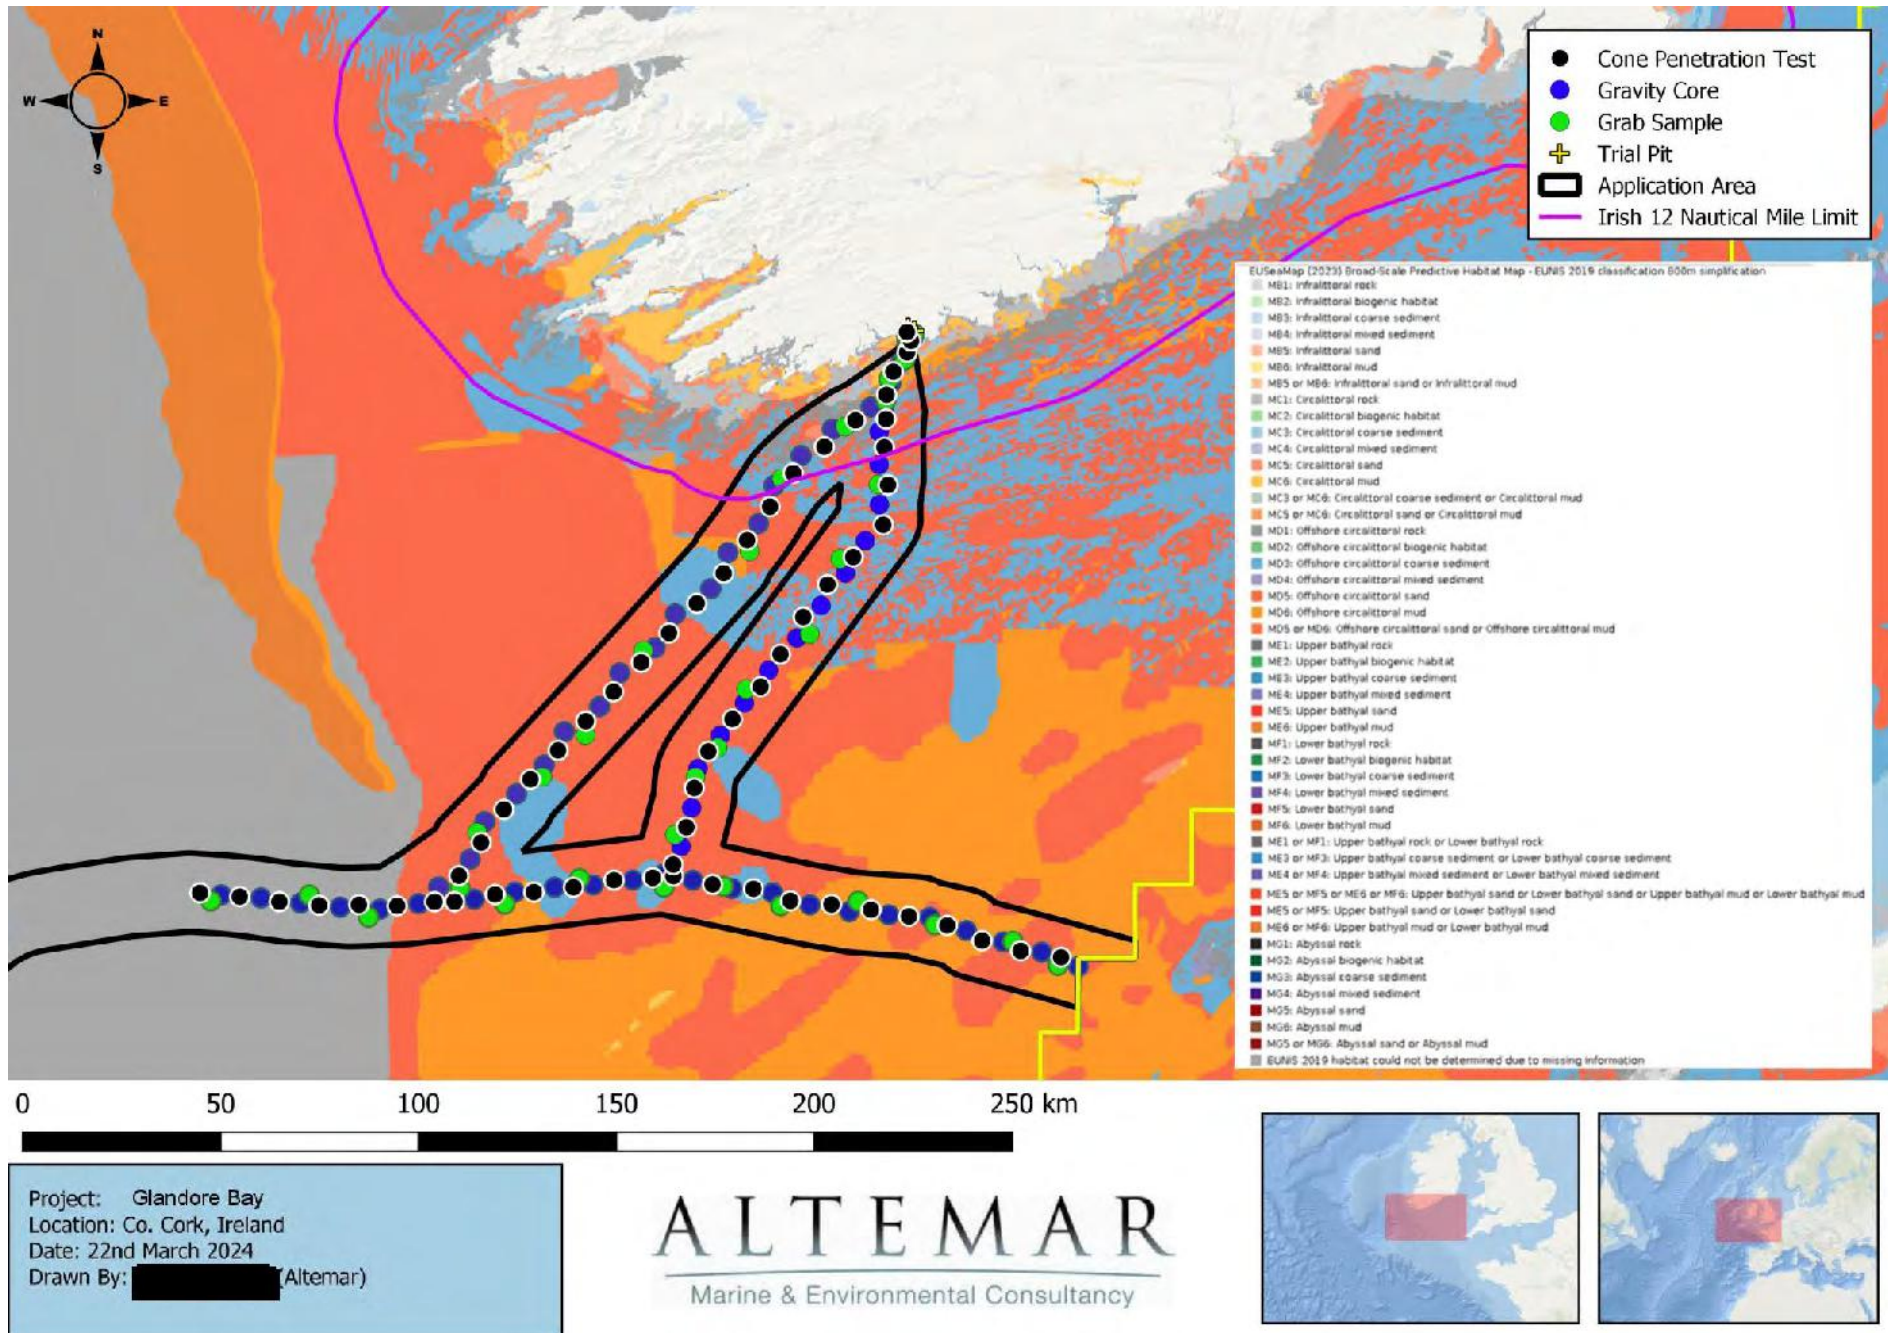 N
W
E
S
Cone Penetration Test
Gravity Core
Grab Sample
Trial Pit
Application Area
Irish 12 Nautical Mile Limit
EUSeaMap (2023) Broad-Scale Predictive Habitat Map - EUNIS 2019 classification 800m simplification
MB1: Infralittoral rock
MB2: Infralittoral biogenic habitat
MB3: Infralittoral coarse sediment
MB4: Infralittoral mixed sediment
MB5: Infralittoral sand
MB6: Infralittoral mud
MB5 or MB6: Infralittoral sand or Infralittoral mud
MC1: Circalittoral rock
MC2: Circalittoral biogenic habitat
MC3: Circalittoral coarse sediment
MC4: Circalittoral mixed sediment
MC5: Circalittoral sand
MC6: Circalittoral mud
MC3 or MC6: Circalittoral coarse sediment or Circalittoral mud
MC5 or MC6: Circalittoral sand or Circalittoral mud
MD1: Offshore circalittoral rock
MD2: Offshore circalittoral biogenic habitat
MD3: Offshore circalittoral coarse sediment
MD4: Offshore circalittoral mixed sediment
MD5: Offshore circalittoral sand
MD6: Offshore circalittoral mud
MD5 or MD6: Offshore circalittoral sand or Offshore circalittoral mud
ME1: Upper bathyal rock
ME2: Upper bathyal biogenic habitat
ME3: Upper bathyal coarse sediment
ME4: Upper bathyal mixed sediment
ME5: Upper bathyal sand
ME6: Upper bathyal mud
MF1: Lower bathyal rock
MF2: Lower bathyal biogenic habitat
MF3: Lower bathyal coarse sediment
MF4: Lower bathyal mixed sediment
MF5: Lower bathyal sand
MF6: Lower bathyal mud
ME1 or MF1: Upper bathyal rock or Lower bathyal rock
ME3 or MF3: Upper bathyal coarse sediment or Lower bathyal coarse sediment
ME4 or MF4: Upper bathyal mixed sediment or Lower bathyal mixed sediment
ME5 or MF5 or ME6 or MF6: Upper bathyal sand or Lower bathyal sand or Upper bathyal mud or Lower bathyal mud
ME5 or MF5: Upper bathyal sand or Lower bathyal sand
ME6 or MF6: Upper bathyal mud or Lower bathyal mud
MG1: Abyssal rock
MG2: Abyssal biogenic habitat
MG3: Abyssal coarse sediment
MG4: Abyssal mixed sediment
MG5: Abyssal sand
MG6: Abyssal mud
MG5 or MG6: Abyssal sand or Abyssal mud
EUNIS 2019 habitat could not be determined due to missing information
0 50 100 150 200 250 km
Project: Glandore Bay
Location: Co. Cork, Ireland
Date: 22nd March 2024
Drawn By: (Altemar)
ALTEMAR
Marine & Environmental Consultancy